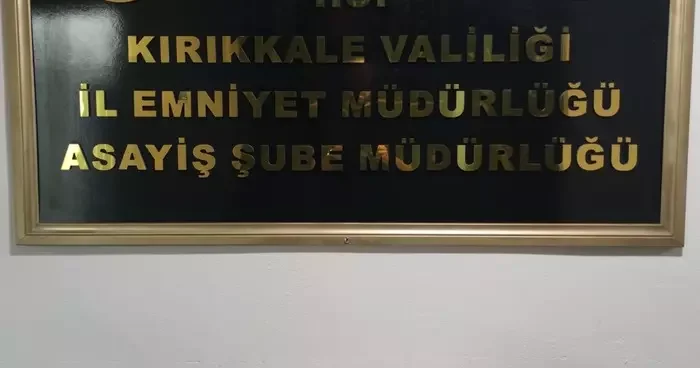 KIRIKKALE VALİLİĞİ
İL EMNİYET MÜDÜRLÜĞÜ
ASAYİŞ ŞUBE MÜDÜRLÜĞÜ